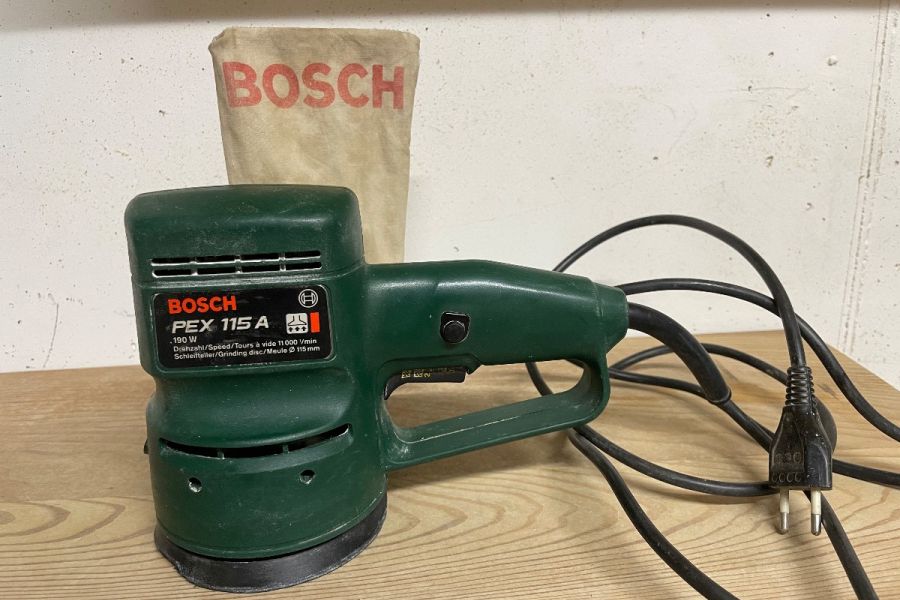 BOSCH
BOSCH
PEX 115 A
190 W
Drehzahl/Speed/Tours à vide 11000 1/min
Schleifteller/Grinding disc/Meule Ø 115 mm